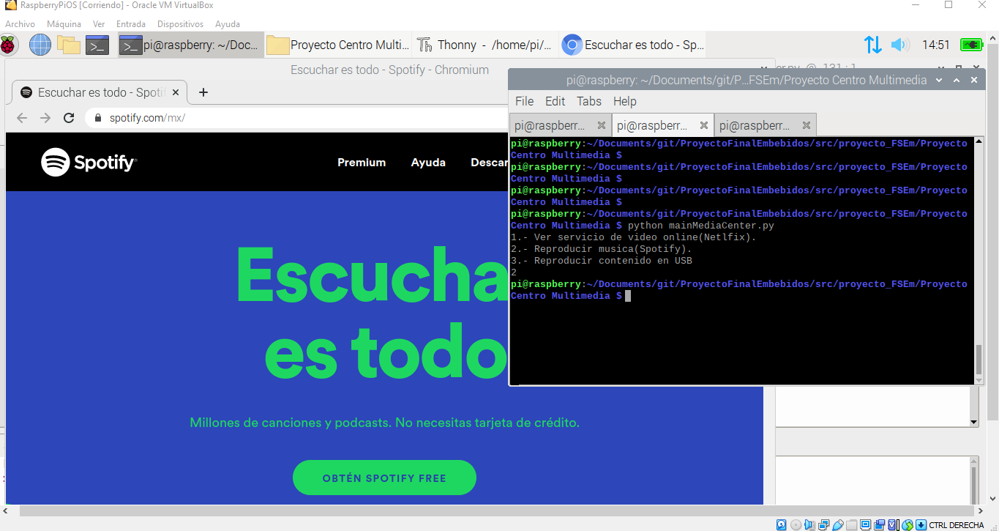 RaspberryPiOS [Corriendo] - Oracle VM VirtualBox
Archivo Máquina Ver Entrada Dispositivos Ayuda
pi@raspberry: ~/Doc... Proyecto Centro Multi... Thonny - /home/pi/... Escuchar es todo - Sp... 14:51
Escuchar es todo - Spotify - Chromium
Escuchar es todo - Spoti
spotify.com/mx/
Spotify
Premium Ayuda Descar
Escucha
es todo
Millones de canciones y podcasts. No necesitas tarjeta de crédito.
OBTÉN SPOTIFY FREE
pi@raspberry: ~/Documents/git/P...FSEm/Proyecto Centro Multimedia
File Edit Tabs Help
pi@raspberr... pi@raspberr... pi@raspberr...
pi@raspberry:~/Documents/git/ProyectoFinalEmbebidos/src/proyecto_FSEm/Proyecto
Centro Multimedia $
pi@raspberry:~/Documents/git/ProyectoFinalEmbebidos/src/proyecto_FSEm/Proyecto
Centro Multimedia $
pi@raspberry:~/Documents/git/ProyectoFinalEmbebidos/src/proyecto_FSEm/Proyecto
Centro Multimedia $
pi@raspberry:~/Documents/git/ProyectoFinalEmbebidos/src/proyecto_FSEm/Proyecto
Centro Multimedia $ python mainMediaCenter.py
1.- Ver servicio de video online(Netlfix).
2.- Reproducir musica(Spotify).
3.- Reproducir contenido en USB
2
pi@raspberry:~/Documents/git/ProyectoFinalEmbebidos/src/proyecto_FSEm/Proyecto
Centro Multimedia $
CTRL DERECHA